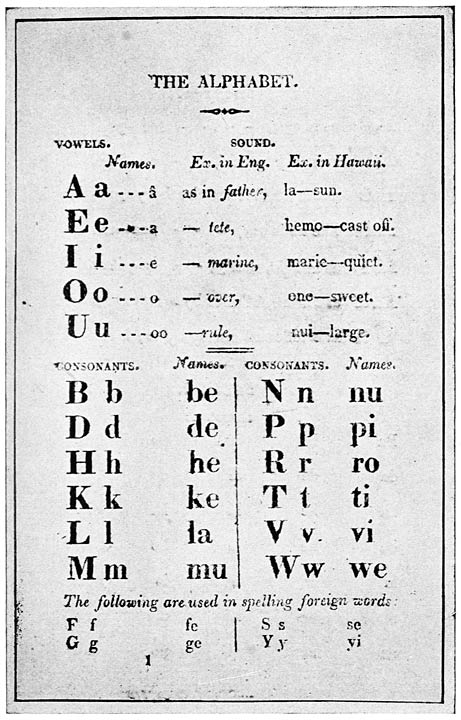 THE ALPHABET.
VOWELS. SOUND.
Names. Ex. in Eng. Ex. in Hawaii.
A a - - - â as in father, la—sun.
E e - - - a — tete, hemo—cast off.
I i - - - e — marine, marie—quiet.
O o - - - o — over, one—sweet.
U u - - - oo —rule, nui—large.
CONSONANTS. Names. CONSONANTS. Names.
B b be N n nu
D d de P p pi
H h he R r ro
K k ke T t ti
L l la V v. vi
M m mu W w we
The following are used in spelling foreign words:
F f fe S s se
G g ge Y y yi
1